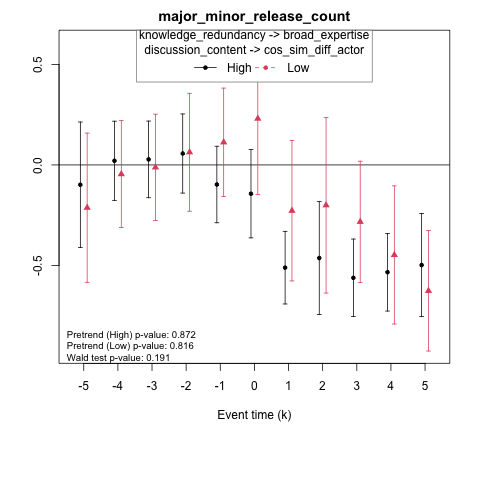 major_minor_release_count
knowledge_redundancy -> broad_expertise
discussion_content -> cos_sim_diff_actor
High Low
0.5
0.0
-0.5
Pretrend (High) p-value: 0.872
Pretrend (Low) p-value: 0.816
Wald test p-value: 0.191
-5 -4 -3 -2 -1 0 1 2 3 4 5
Event time (k)